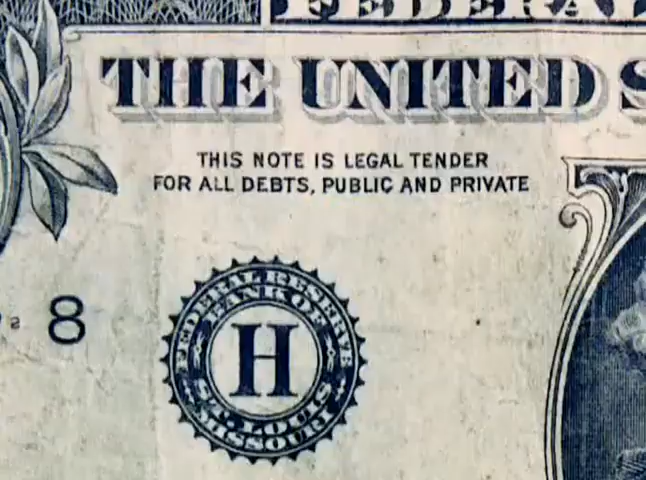 FEDERAL
THE UNITED S
THIS NOTE IS LEGAL TENDER
FOR ALL DEBTS, PUBLIC AND PRIVATE
8
FEDERAL RESERVE
BANK OF
H
ST. LOUIS
MISSOURI